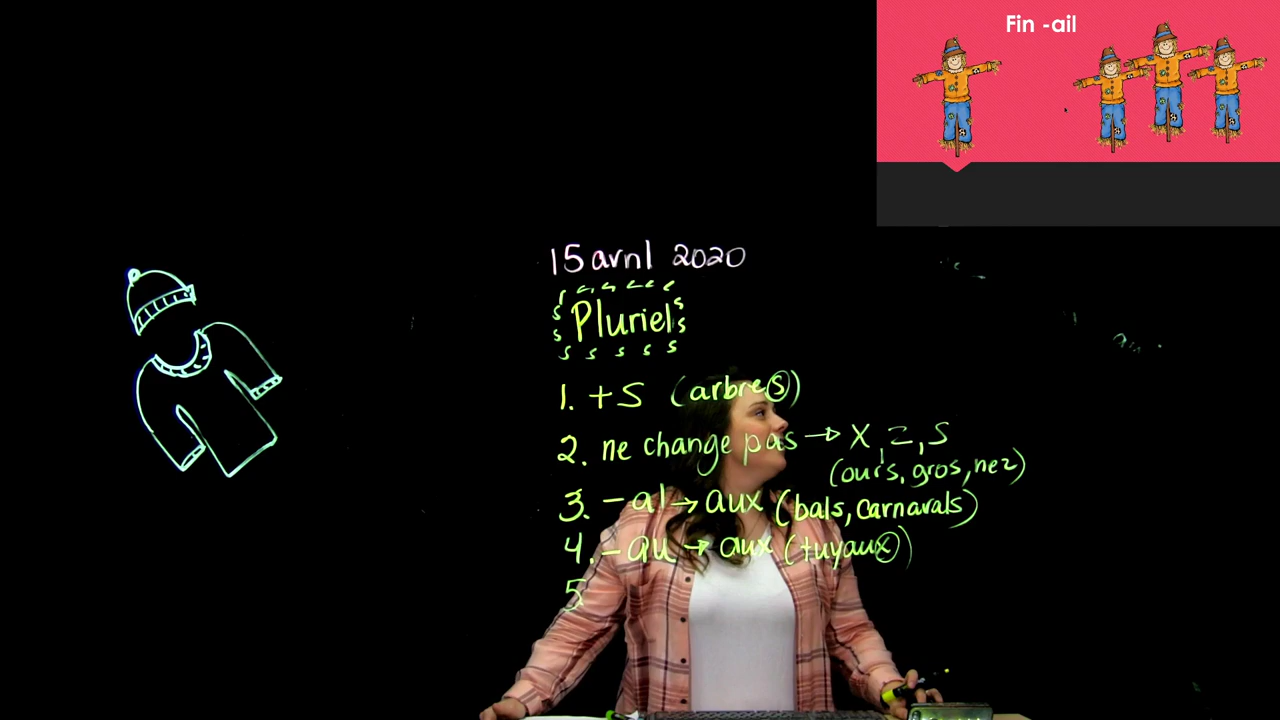 Fin -ail
15 avril 2020
Pluriel
1. +S (arbres)
2. ne change pas → X, Z, S
(ours, gros, nez)
3. -al → aux (bals, carnavals)
4. -au → aux (tuyaux)
5.